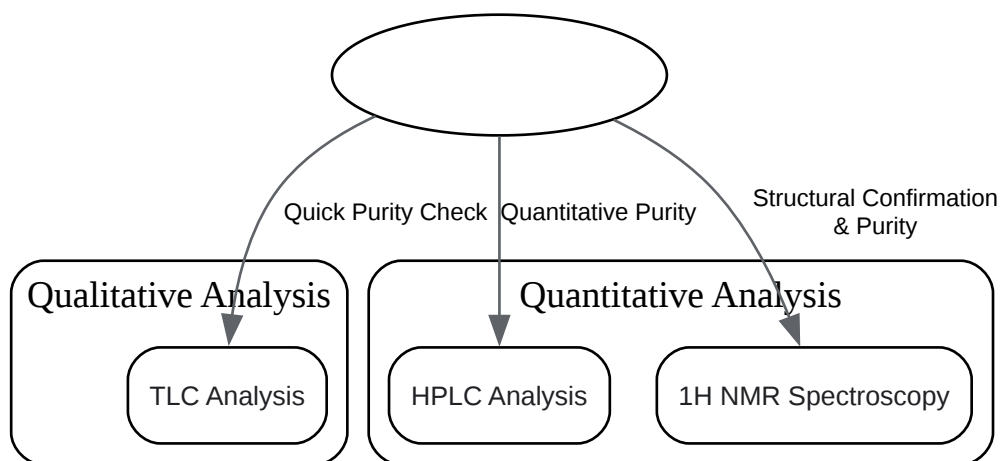 Quick Purity Check
Quantitative Purity
Structural Confirmation
& Purity
Qualitative Analysis
Quantitative Analysis
TLC Analysis
HPLC Analysis
1H NMR Spectroscopy